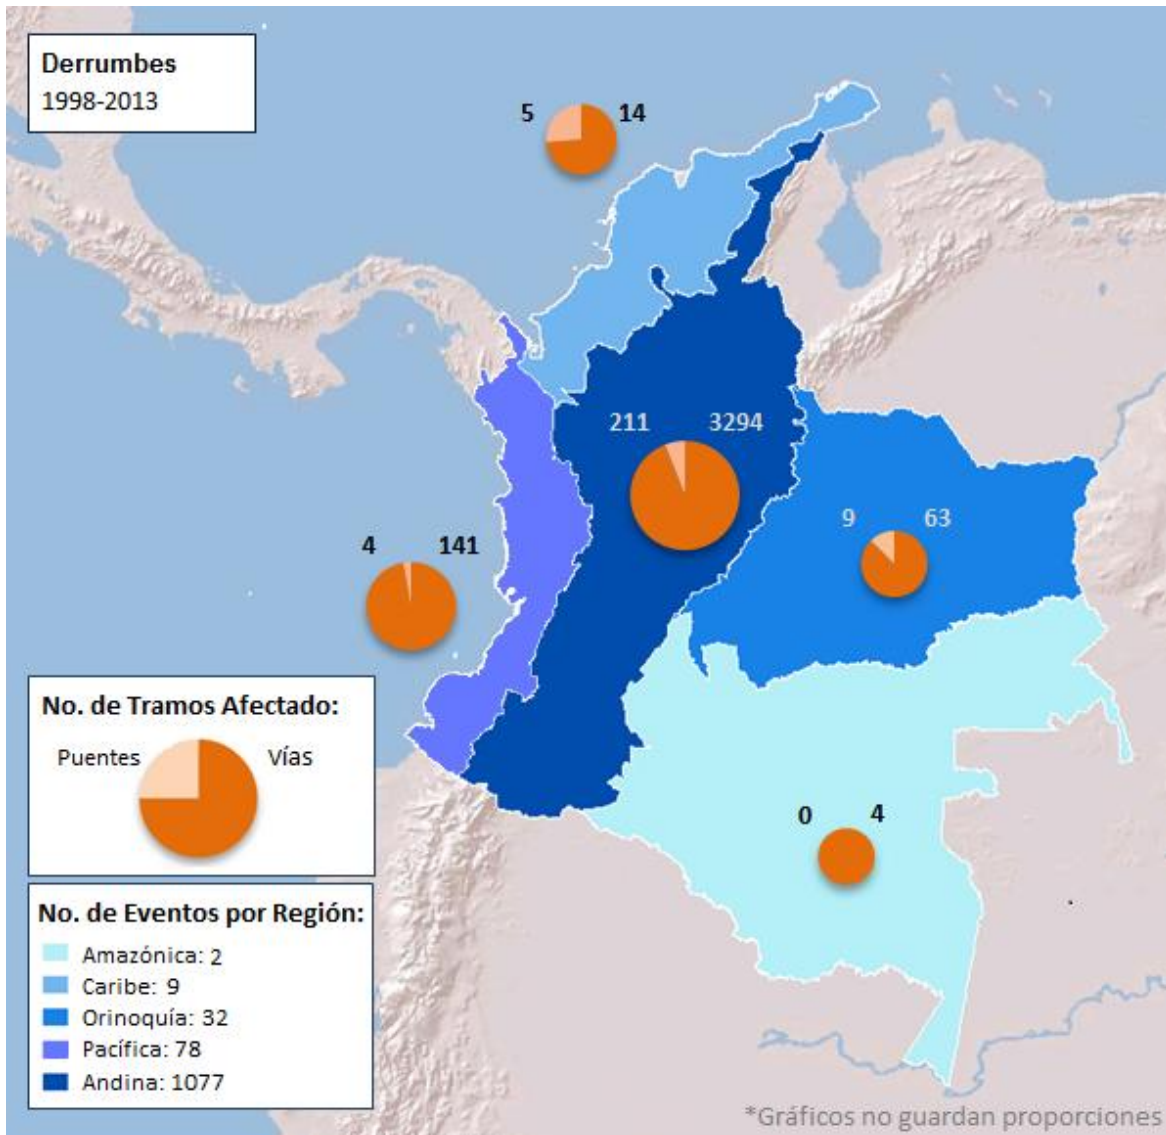 Derrumbes
1998-2013
5 14
211 3294
9 63
4 141
No. de Tramos Afectado:
Puentes Vías
0 4
No. de Eventos por Región:
Amazónica: 2
Caribe: 9
Orinoquía: 32
Pacífica: 78
Andina: 1077
*Gráficos no guardan proporciones